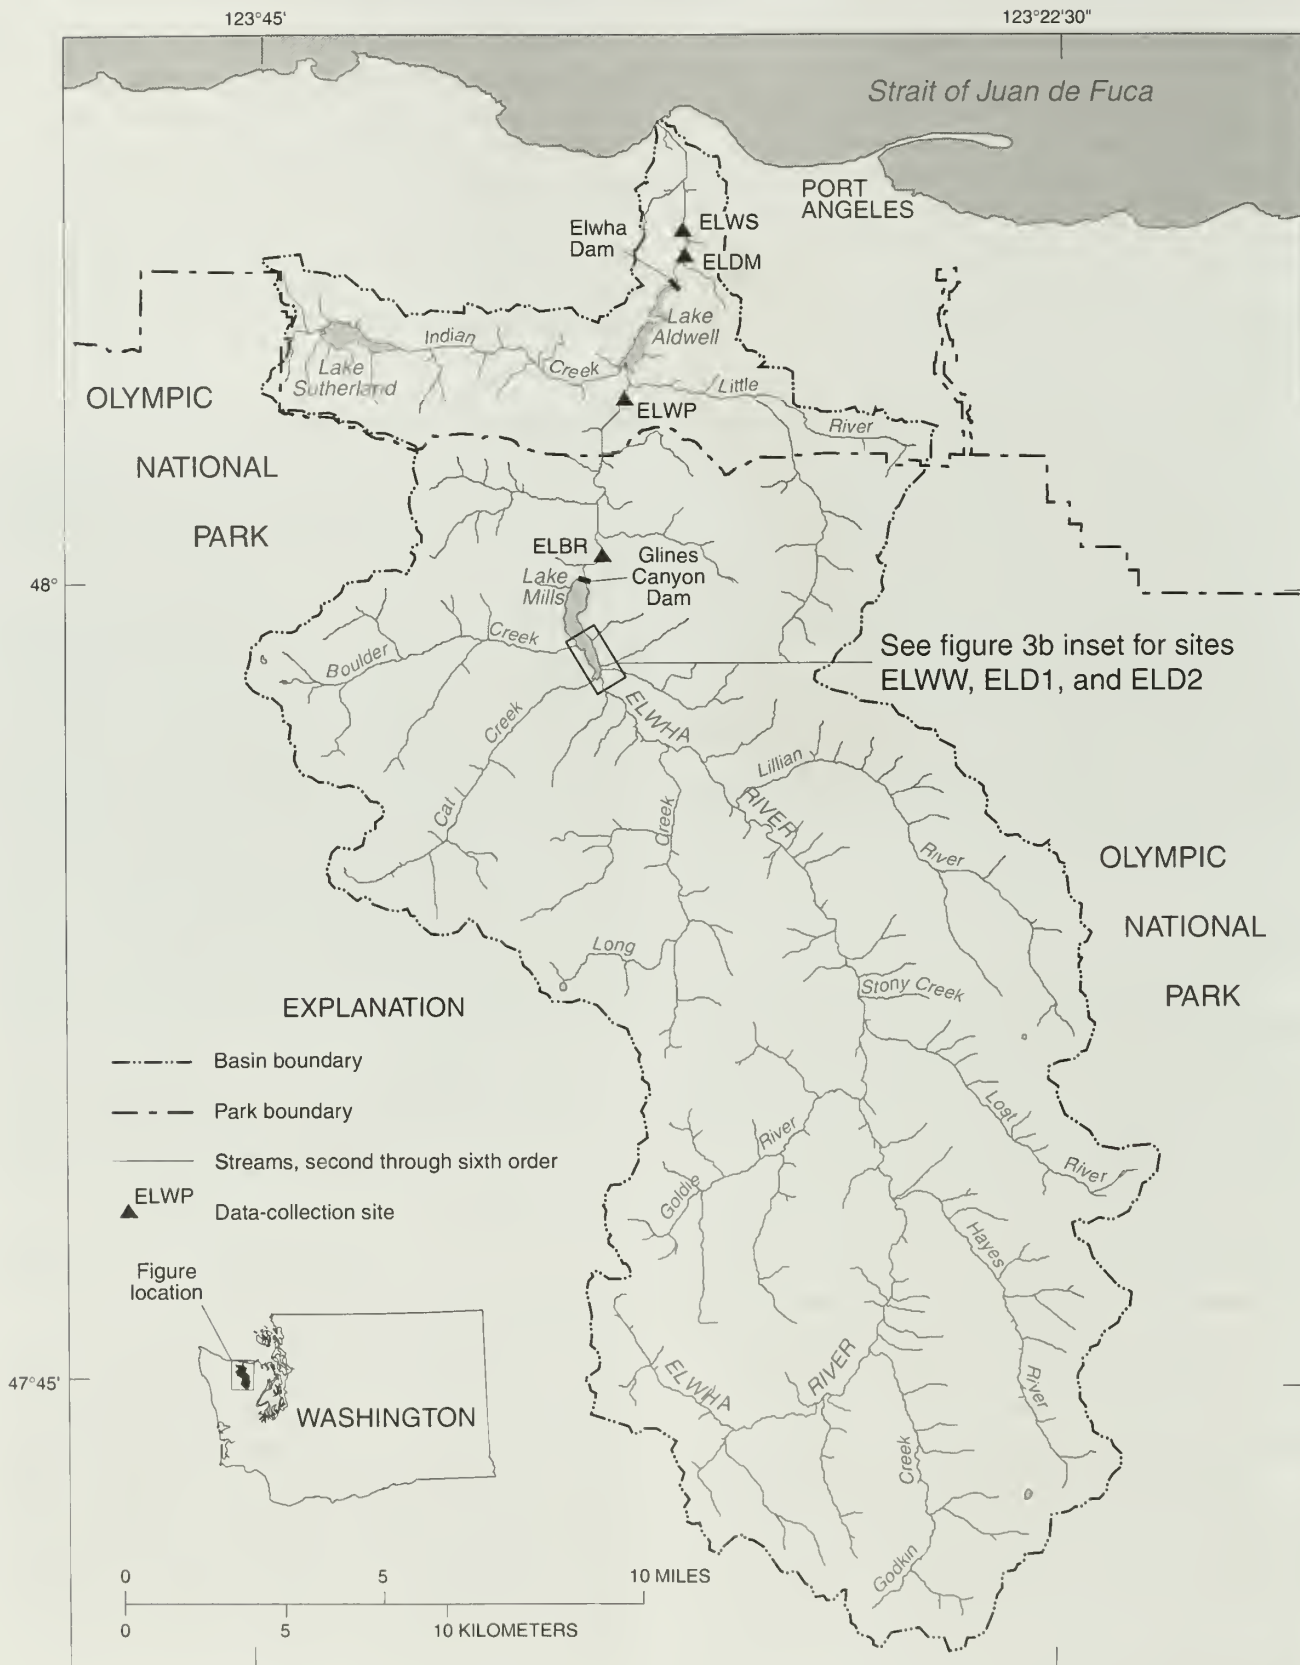 123°45'
123°22'30"
Strait of Juan de Fuca
PORT
ANGELES
Elwha
Dam
ELWS
ELDM
Lake
Aldwell
Indian
Creek
Lake
Sutherland
Little
River
ELWP
OLYMPIC
NATIONAL
PARK
ELBR
Glines
Canyon
Dam
Lake
Mills
48°
Creek
Boulder
See figure 3b inset for sites
ELWW, ELD1, and ELD2
ELWHA
RIVER
Creek
Cat
Lillian
River
Creek
Long
OLYMPIC
NATIONAL
PARK
Stony Creek
EXPLANATION
Basin boundary
Park boundary
Streams, second through sixth order
ELWP
Data-collection site
Lost
River
River
Goldie
Hayes
River
Figure
location
WASHINGTON
47°45'
ELWHA
RIVER
Creek
Godkin
0 5 10 MILES
0 5 10 KILOMETERS